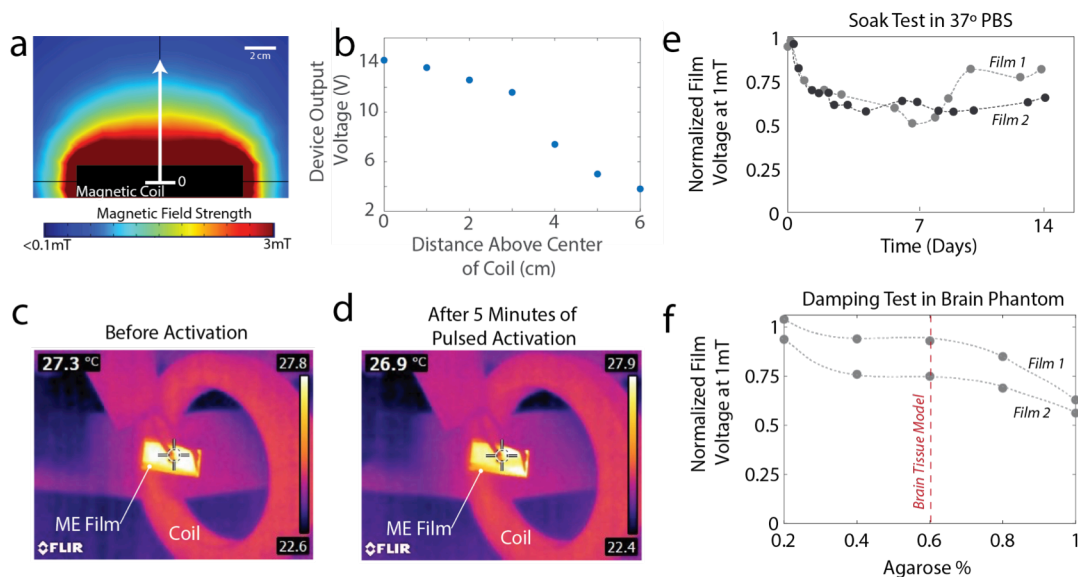 a
2 cm
0
Magnetic Coil
Magnetic Field Strength
<0.1mT
3mT
b
Device Output
Voltage (V)
14
10
6
2
0
2
4
6
Distance Above Center
of Coil (cm)
c
Before Activation
27.3 °C
27.8
ME Film
Coil
22.6
FLIR
d
After 5 Minutes of
Pulsed Activation
26.9 °C
27.9
ME Film
Coil
22.4
FLIR
e
Soak Test in 37º PBS
Normalized Film
Voltage at 1mT
1
0.75
0.5
0.25
0
Film 1
Film 2
0
7
14
Time (Days)
f
Damping Test in Brain Phantom
Normalized Film
Voltage at 1mT
1
0.75
0.5
0.25
0
Film 1
Film 2
Brain Tissue Model
0.2
0.4
0.6
0.8
1
Agarose %